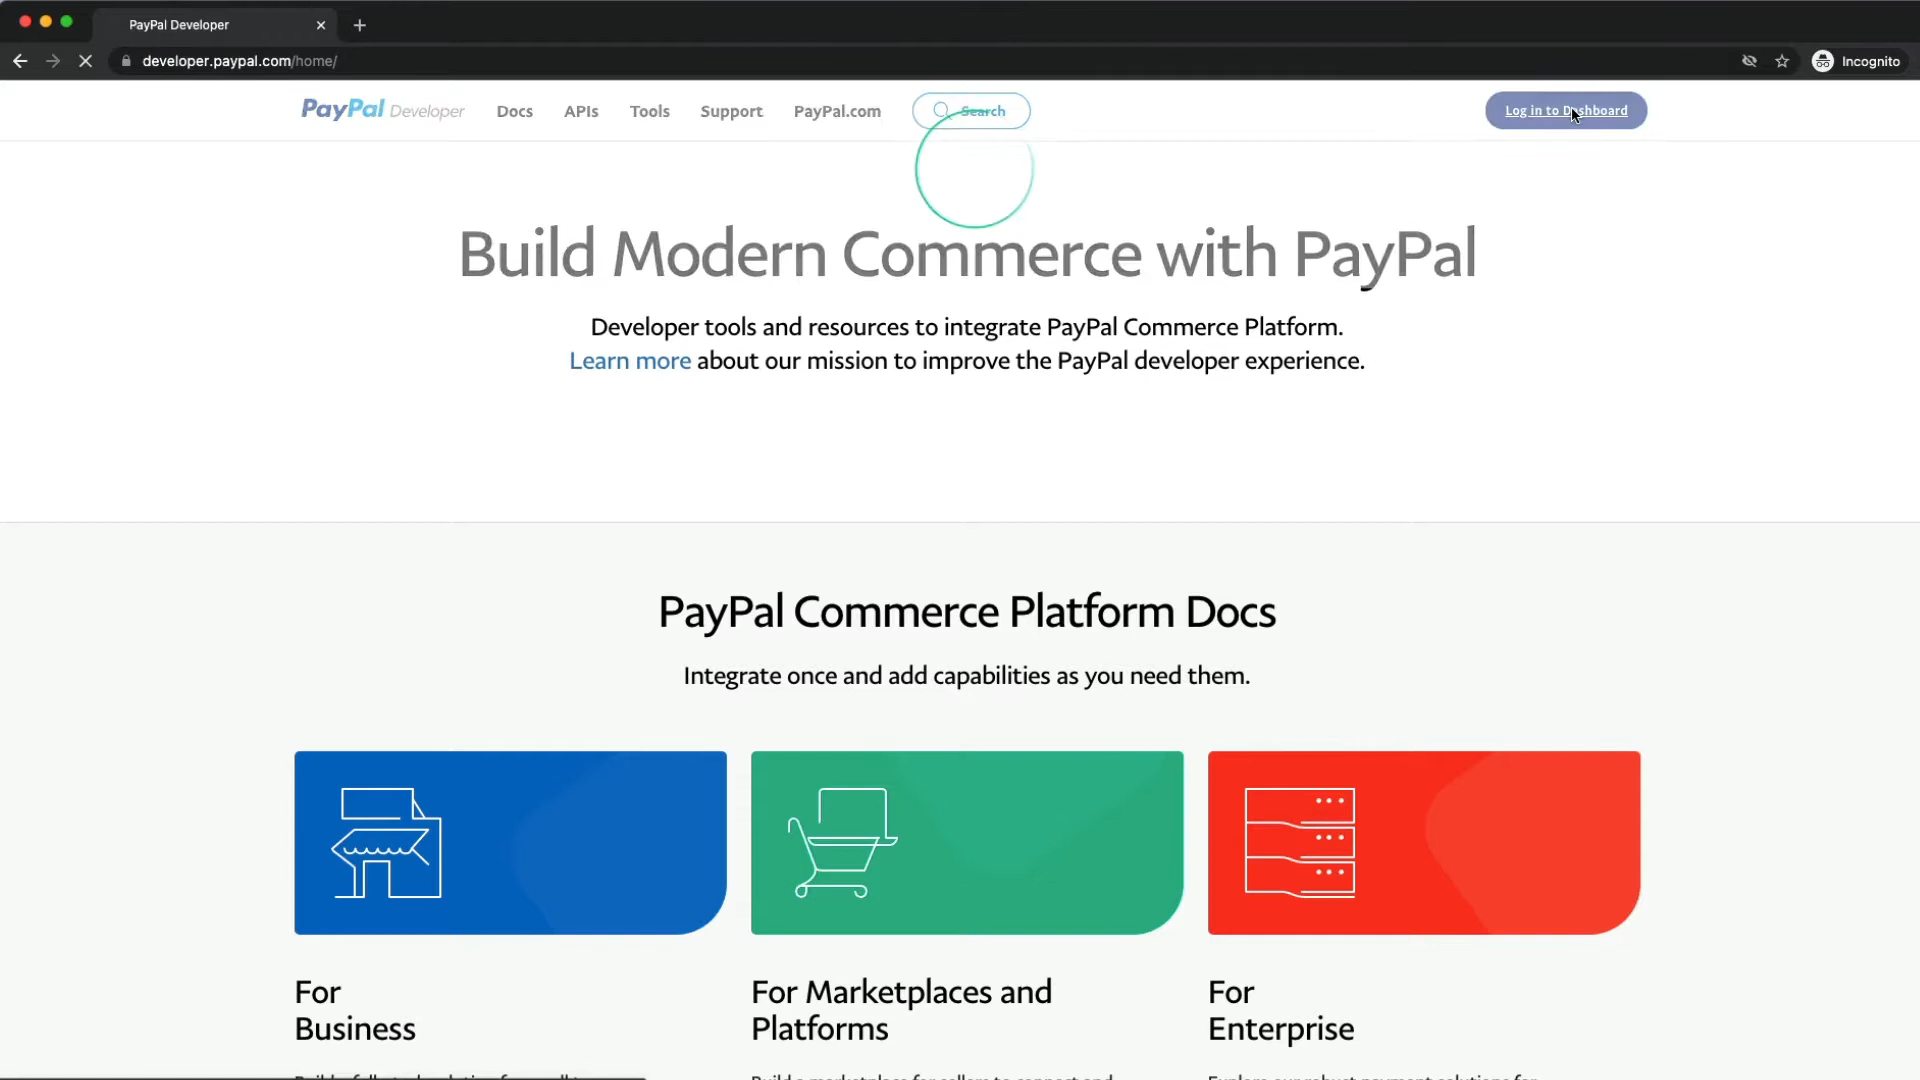 PayPal Developer
developer.paypal.com/home/
Incognito
PayPal Developer
Docs
APIs
Tools
Support
PayPal.com
Search
Log in to Dashboard
Build Modern Commerce with PayPal
Developer tools and resources to integrate PayPal Commerce Platform.
Learn more about our mission to improve the PayPal developer experience.
PayPal Commerce Platform Docs
Integrate once and add capabilities as you need them.
For
Business
For Marketplaces and
Platforms
For
Enterprise